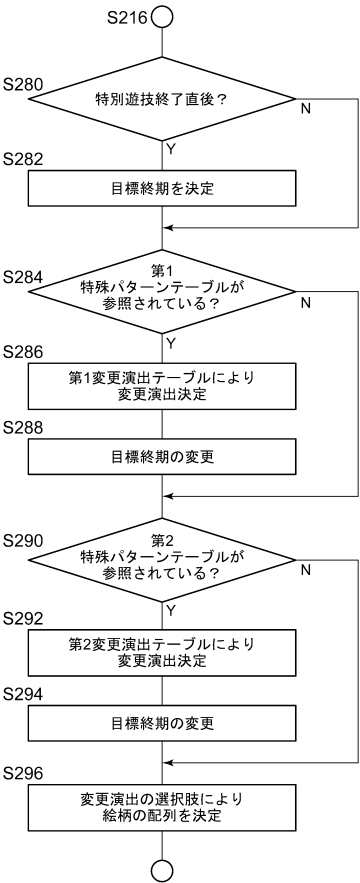 S216
S280
特別遊技終了直後？
N
Y
S282
目標終期を決定
S284
第1
特殊パターンテーブルが
参照されている？
N
Y
S286
第1変更演出テーブルにより
変更演出決定
S288
目標終期の変更
S290
第2
特殊パターンテーブルが
参照されている？
N
Y
S292
第2変更演出テーブルにより
変更演出決定
S294
目標終期の変更
S296
変更演出の選択肢により
絵柄の配列を決定